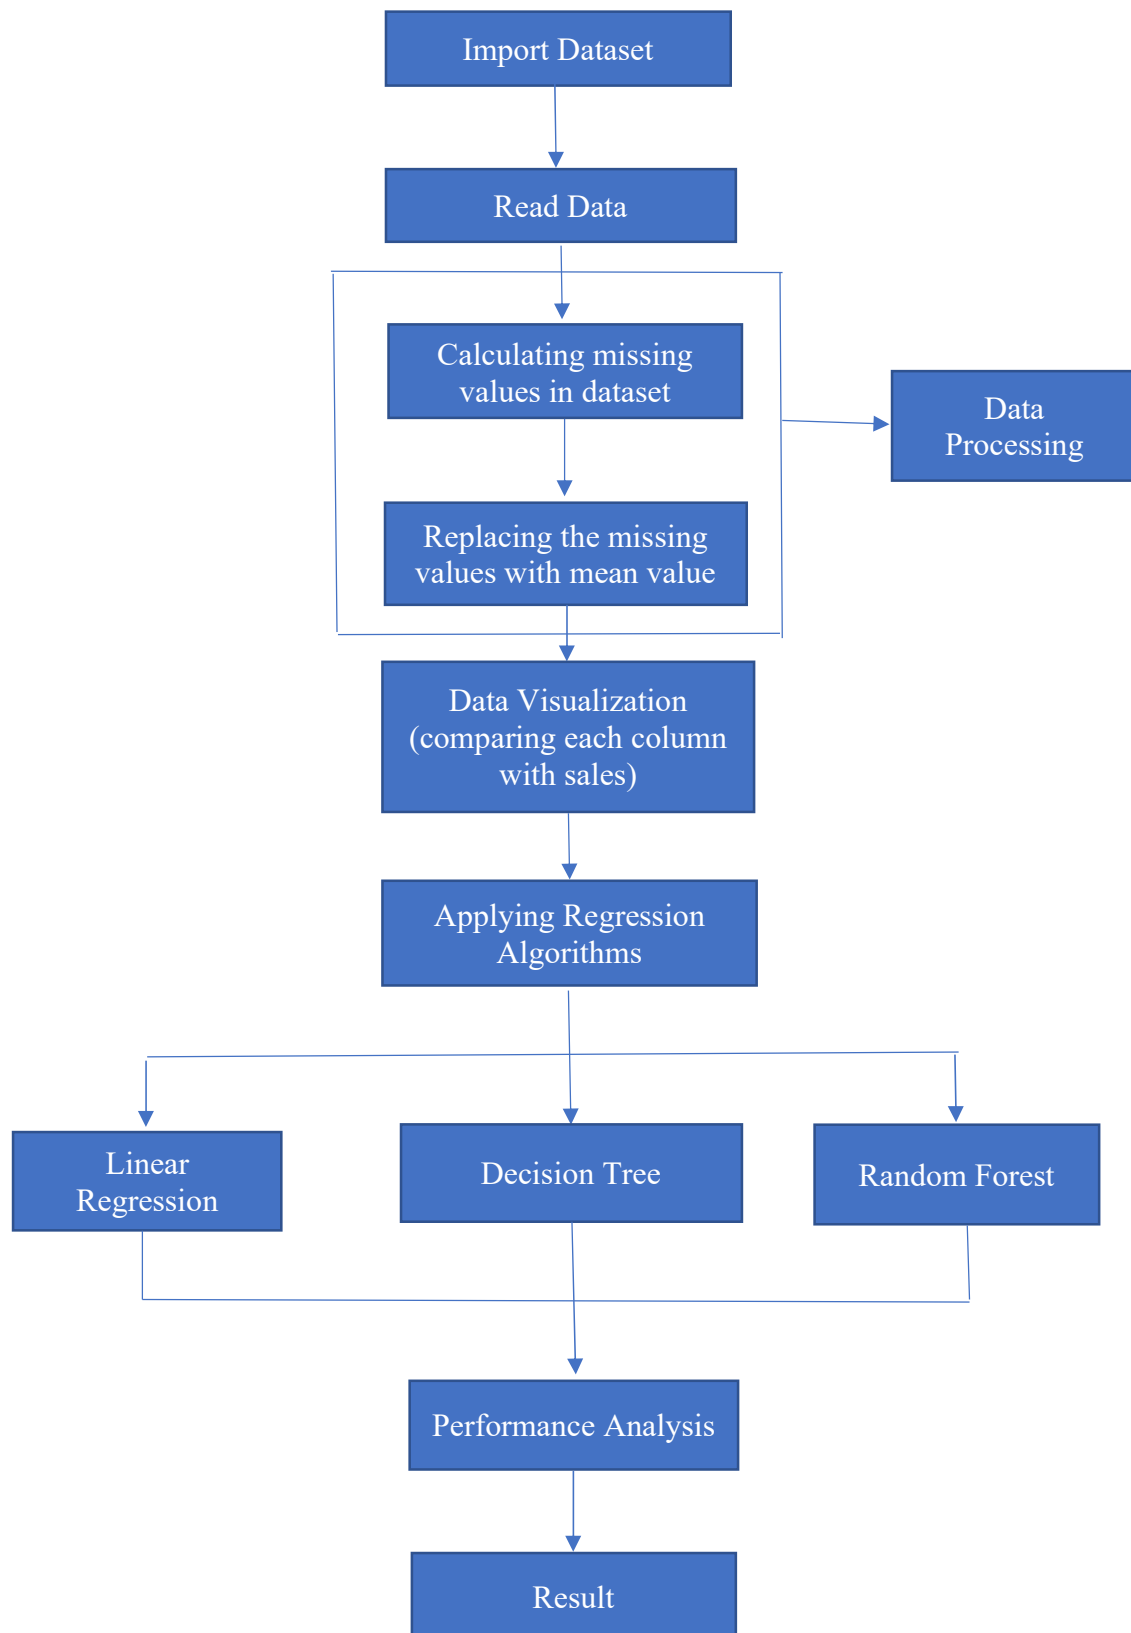 Import Dataset
Read Data
Calculating missing
values in dataset
Data
Processing
Replacing the missing
values with mean value
Data Visualization
(comparing each column
with sales)
Applying Regression
Algorithms
Linear
Regression
Decision Tree
Random Forest
Performance Analysis
Result